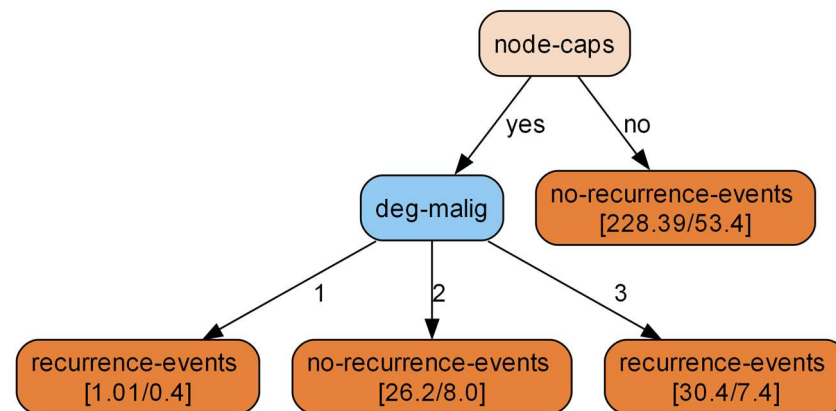 node-caps
yes
no
deg-malig
no-recurrence-events
[228.39/53.4]
1
2
3
recurrence-events
[1.01/0.4]
no-recurrence-events
[26.2/8.0]
recurrence-events
[30.4/7.4]